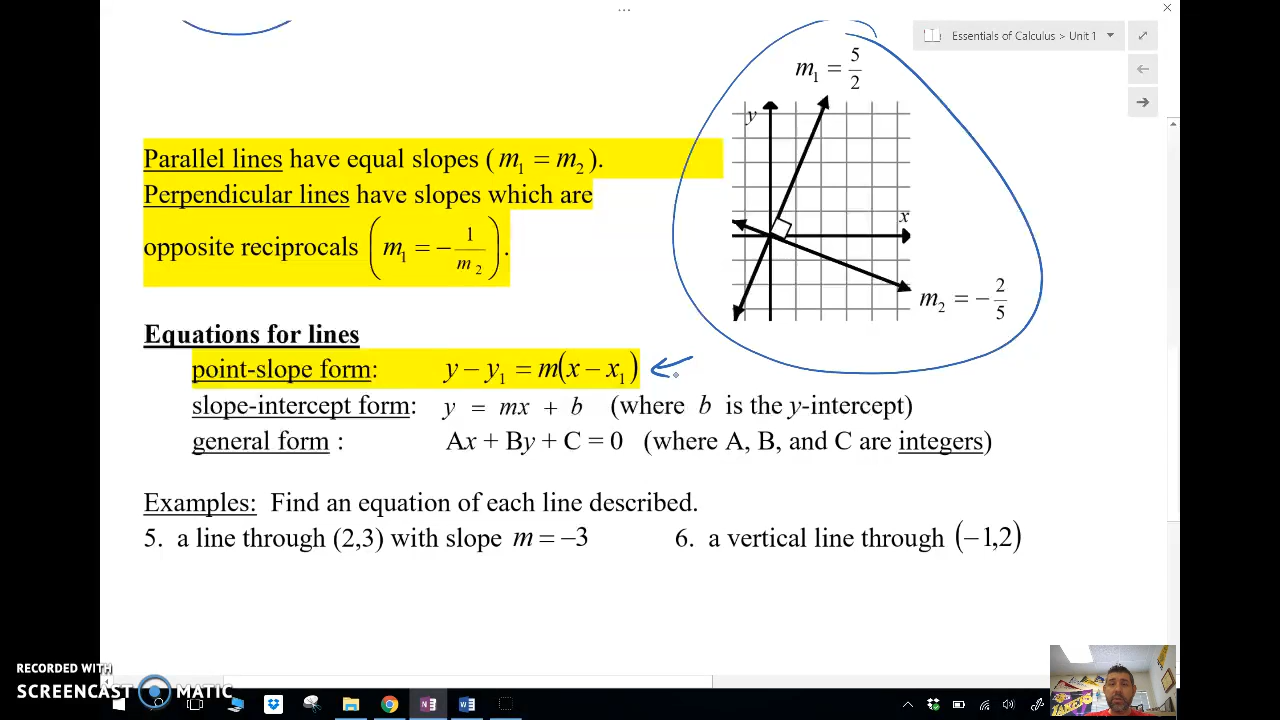 Essentials of Calculus > Unit 1
m₁ = 5/2
y
Parallel lines have equal slopes ( m₁ = m₂ ).
Perpendicular lines have slopes which are
x
opposite reciprocals (m₁ = − 1/m₂).
m₂ = − 2/5
Equations for lines
point-slope form: y − y₁ = m(x − x₁)
slope-intercept form: y = mx + b (where b is the y-intercept)
general form : Ax + By + C = 0 (where A, B, and C are integers)
Examples: Find an equation of each line described.
5. a line through (2,3) with slope m = −3
6. a vertical line through (−1,2)
RECORDED WITH
SCREENCAST MATIC